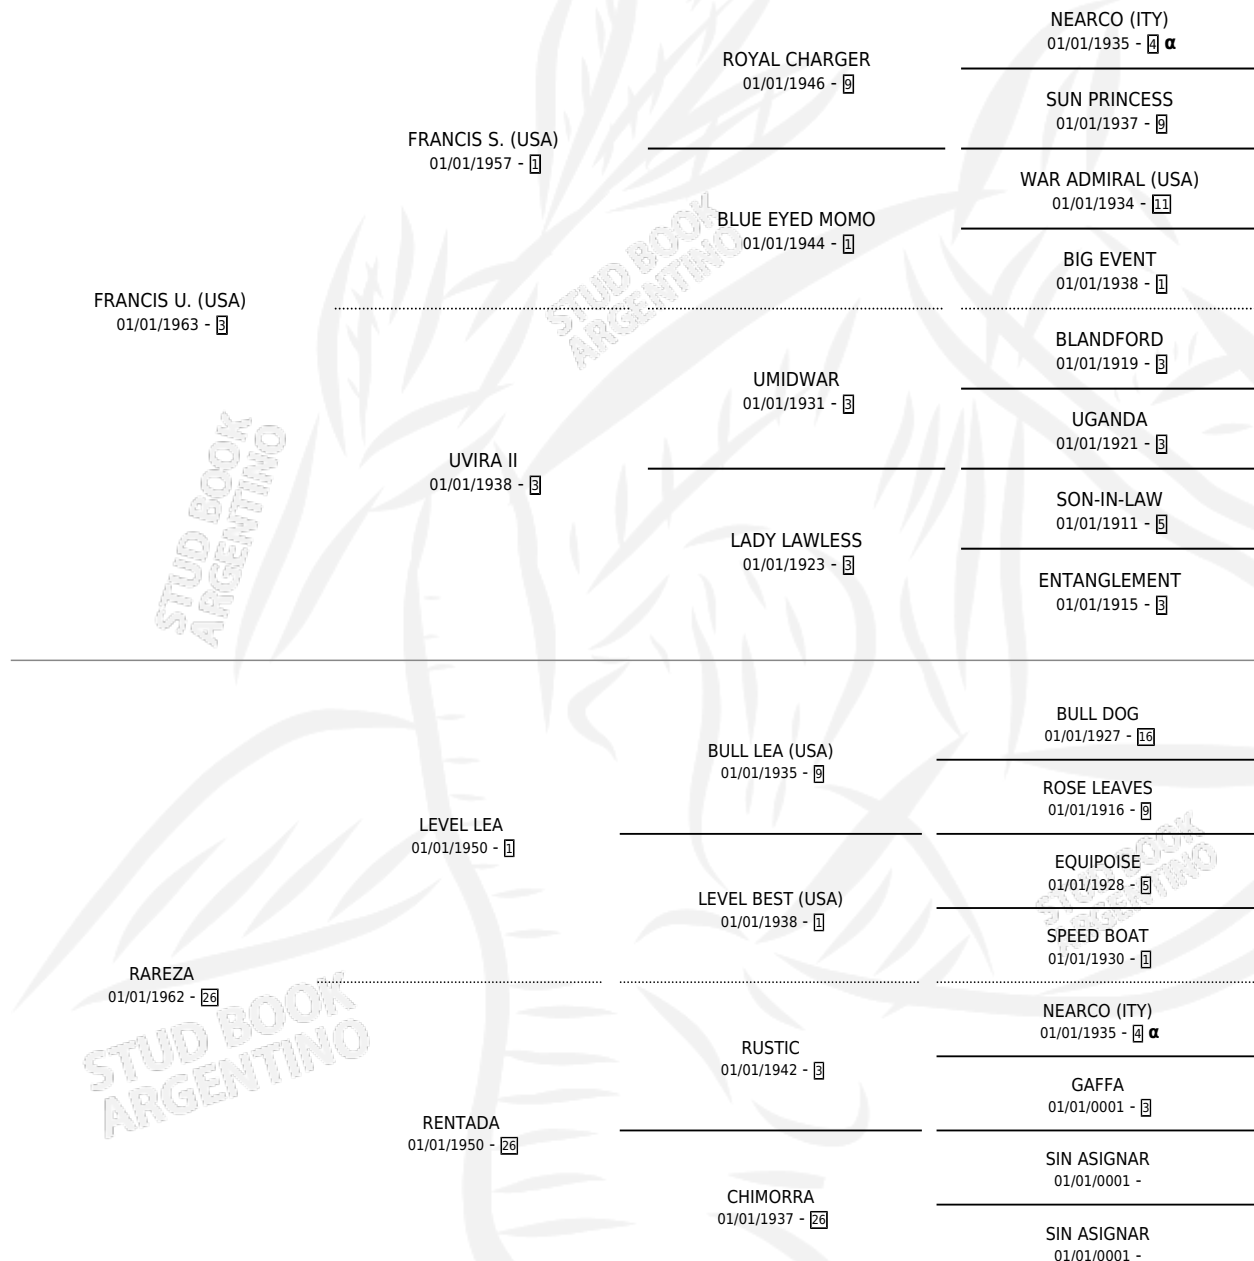 NEARCO (ITY)
01/01/1935 - 4 α
ROYAL CHARGER
01/01/1946 - 9
SUN PRINCESS
01/01/1937 - 9
FRANCIS S. (USA)
01/01/1957 - 1
WAR ADMIRAL (USA)
01/01/1934 - 11
BLUE EYED MOMO
01/01/1944 - 1
BIG EVENT
01/01/1938 - 1
FRANCIS U. (USA)
01/01/1963 - 3
STUD BOOK
ARGENTINO
BLANDFORD
01/01/1919 - 3
UMIDWAR
01/01/1931 - 3
UGANDA
01/01/1921 - 3
UVIRA II
01/01/1938 - 3
SON-IN-LAW
01/01/1911 - 5
LADY LAWLESS
01/01/1923 - 3
ENTANGLEMENT
01/01/1915 - 3
STUD BOOK
ARGENTINO
BULL DOG
01/01/1927 - 16
BULL LEA (USA)
01/01/1935 - 9
ROSE LEAVES
01/01/1916 - 9
LEVEL LEA
01/01/1950 - 1
EQUIPOISE
01/01/1928 - 5
LEVEL BEST (USA)
01/01/1938 - 1
SPEED BOAT
01/01/1930 - 1
STUD BOOK
ARGENTINO
RAREZA
01/01/1962 - 26
NEARCO (ITY)
01/01/1935 - 4 α
RUSTIC
01/01/1942 - 3
GAFFA
01/01/0001 - 3
STUD BOOK
ARGENTINO
RENTADA
01/01/1950 - 26
SIN ASIGNAR
01/01/0001 -
CHIMORRA
01/01/1937 - 26
SIN ASIGNAR
01/01/0001 -